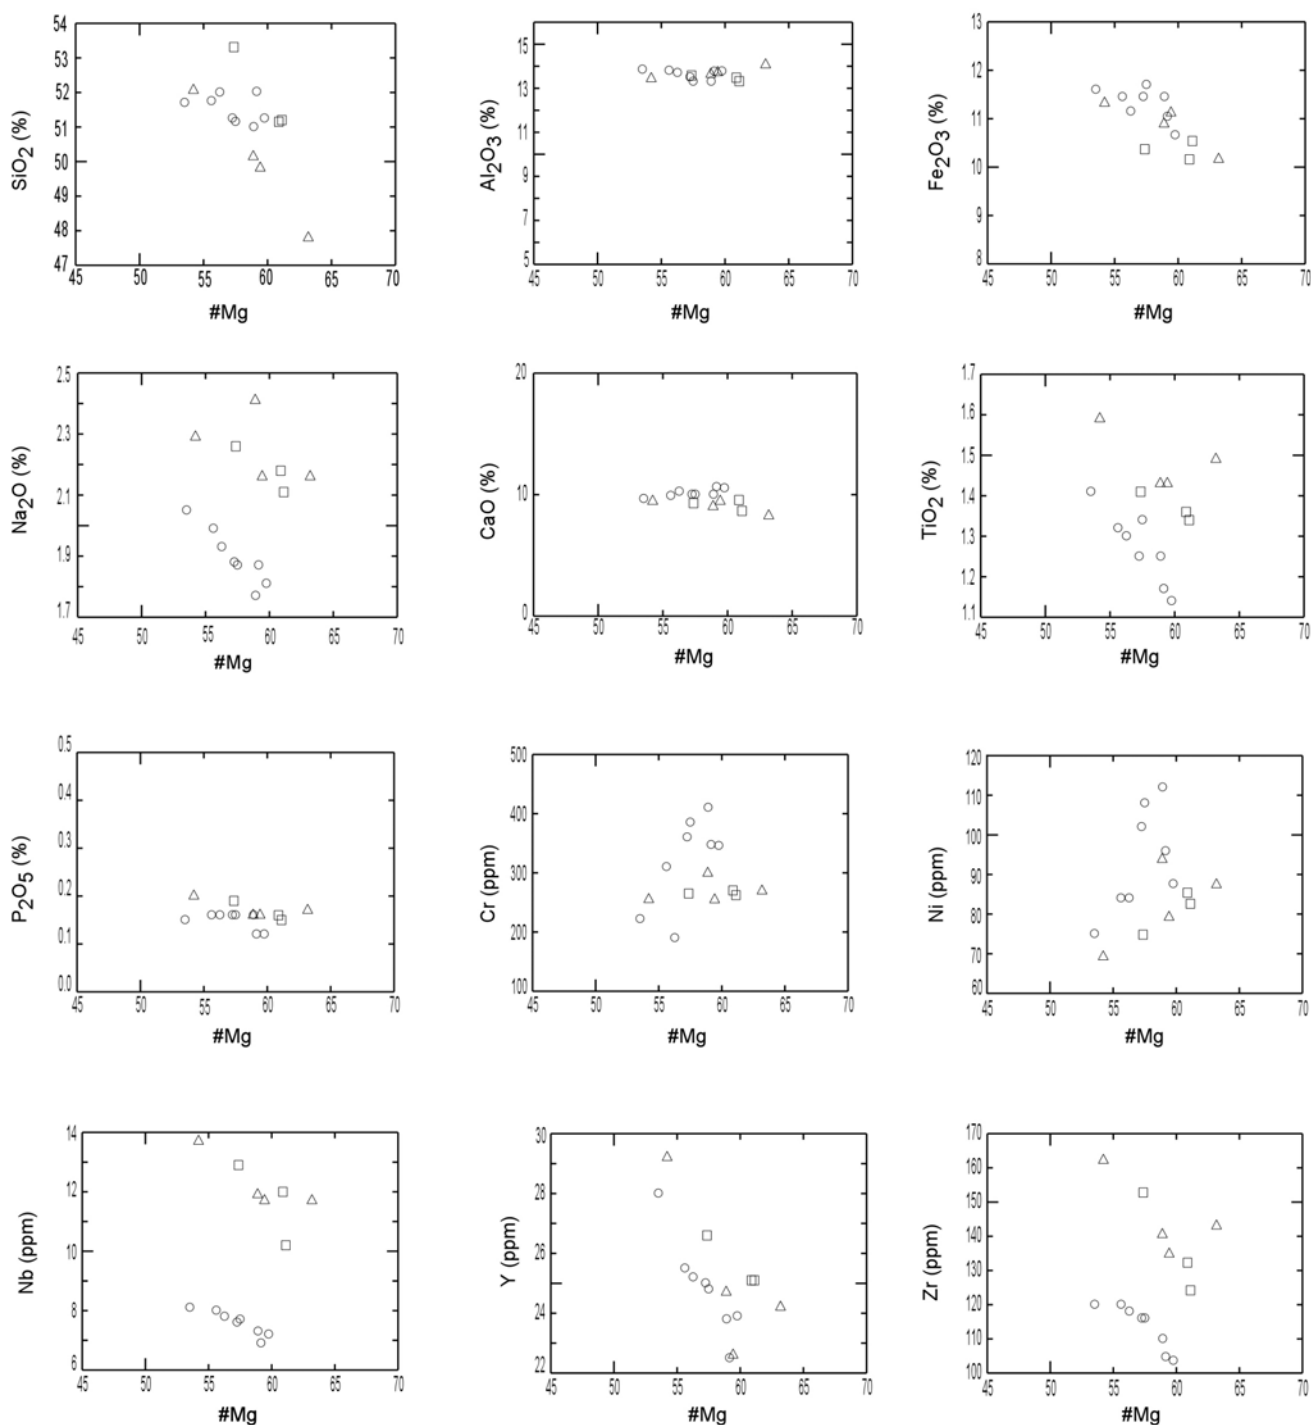 SiO2 (%)
54
53
52
51
50
49
48
47
45 50 55 60 65 70
#Mg
Al2O3 (%)
15
14
13
12
11
10
9
8
7
6
5
45 50 55 60 65 70
#Mg
Fe2O3 (%)
13
12
11
10
9
8
45 50 55 60 65 70
#Mg
Na2O (%)
2.5
2.3
2.1
1.9
1.7
45 50 55 60 65 70
#Mg
CaO (%)
20
10
0
45 50 55 60 65 70
#Mg
TiO2 (%)
1.7
1.6
1.5
1.4
1.3
1.2
1.1
45 50 55 60 65 70
#Mg
P2O5 (%)
0.5
0.4
0.3
0.2
0.1
0.0
45 50 55 60 65 70
#Mg
Cr (ppm)
500
400
300
200
100
45 50 55 60 65 70
#Mg
Ni (ppm)
120
110
100
90
80
70
60
45 50 55 60 65 70
#Mg
Nb (ppm)
14
12
10
8
6
45 50 55 60 65 70
#Mg
Y (ppm)
30
28
26
24
22
45 50 55 60 65 70
#Mg
Zr (ppm)
170
160
150
140
130
120
110
100
45 50 55 60 65 70
#Mg